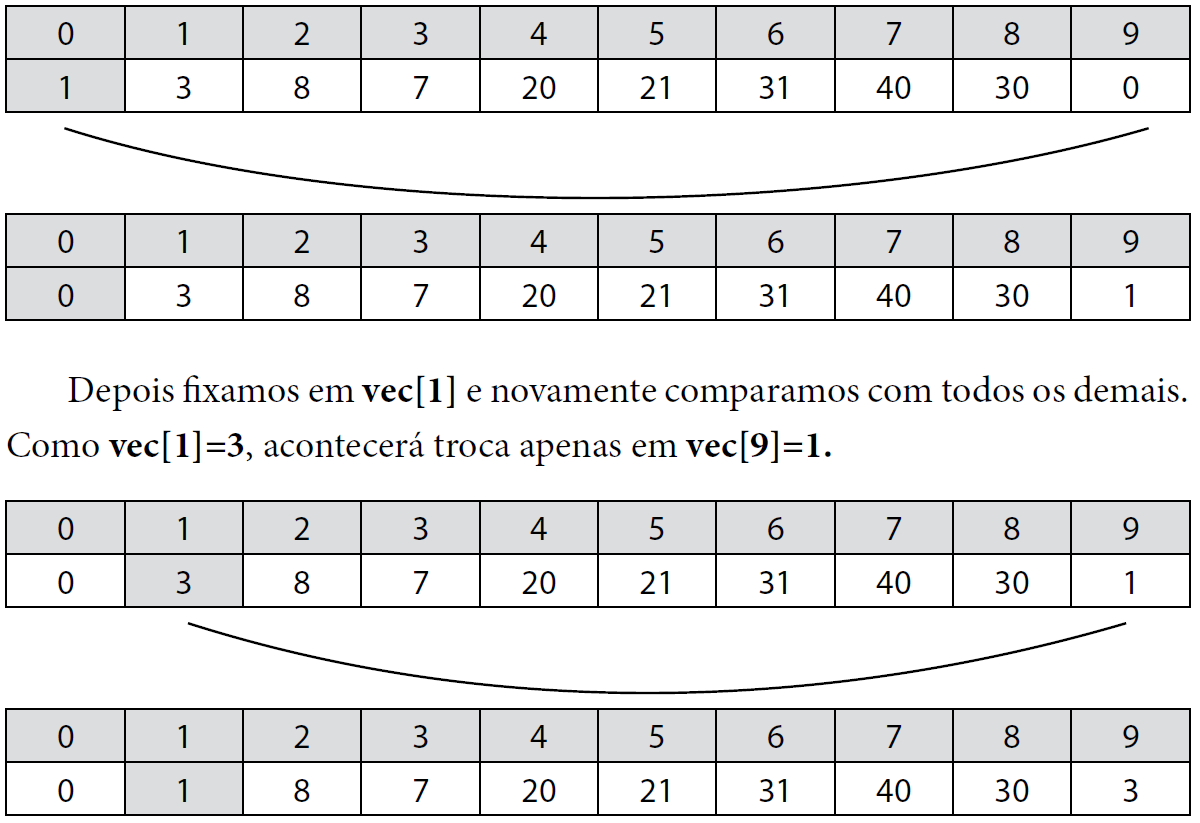 0 1 2 3 4 5 6 7 8 9
1 3 8 7 20 21 31 40 30 0
0 1 2 3 4 5 6 7 8 9
0 3 8 7 20 21 31 40 30 1
Depois fixamos em vec[1] e novamente comparamos com todos os demais.
Como vec[1]=3, acontecerá troca apenas em vec[9]=1.
0 1 2 3 4 5 6 7 8 9
0 3 8 7 20 21 31 40 30 1
0 1 2 3 4 5 6 7 8 9
0 1 8 7 20 21 31 40 30 3